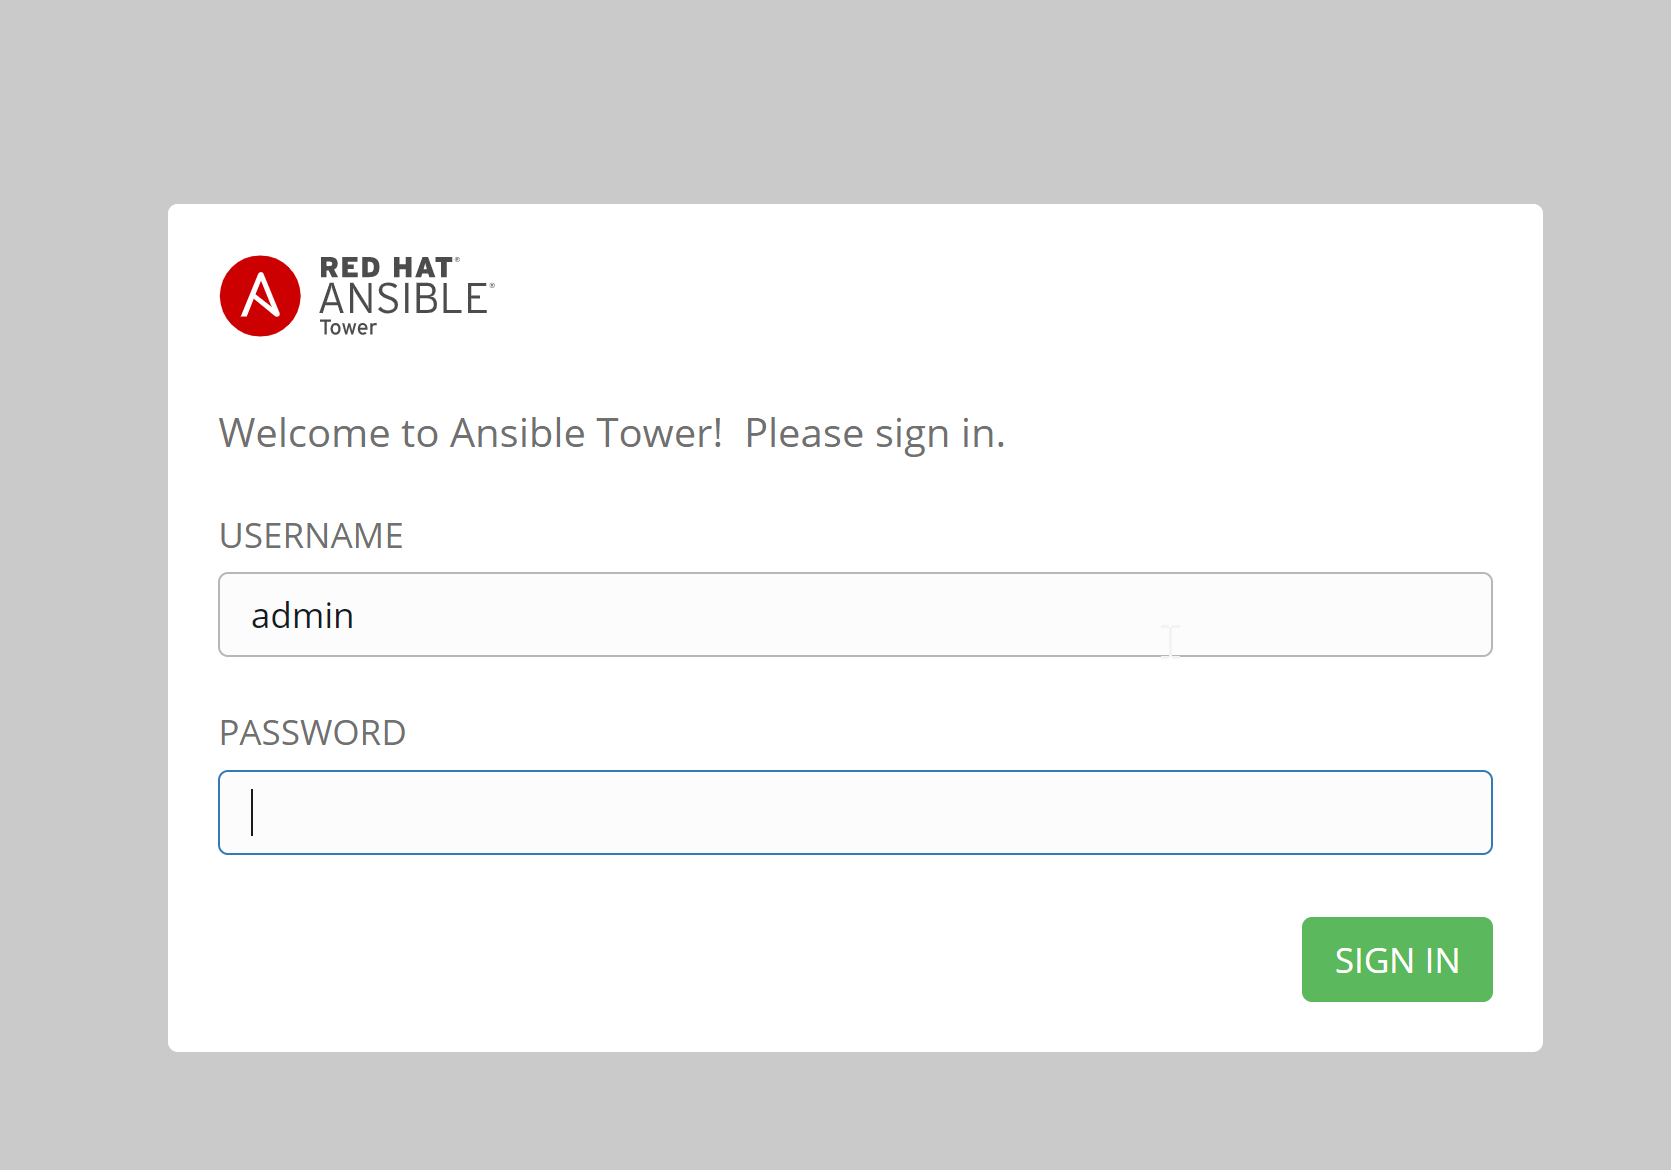 RED HAT®
ANSIBLE®
Tower
Welcome to Ansible Tower!  Please sign in.
USERNAME
admin
PASSWORD
SIGN IN